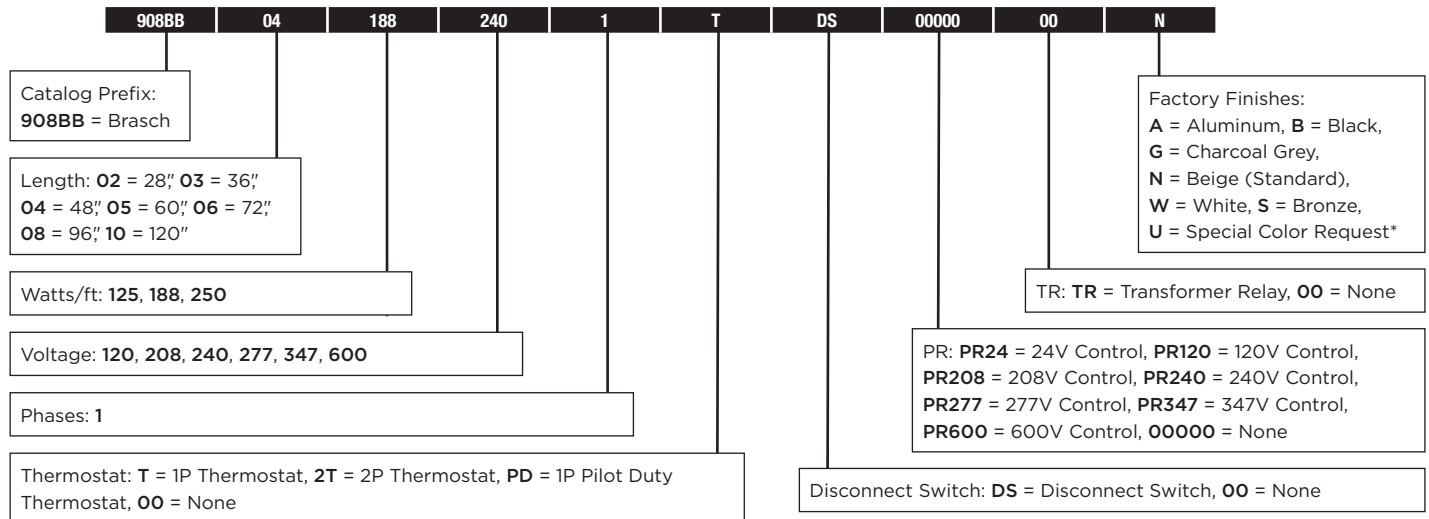 908BB 04 188 240 1 T DS 00000 00 N
Catalog Prefix:
908BB = Brasch
Length: 02 = 28," 03 = 36,"
04 = 48," 05 = 60," 06 = 72,"
08 = 96," 10 = 120"
Watts/ft: 125, 188, 250
Voltage: 120, 208, 240, 277, 347, 600
Phases: 1
Thermostat: T = 1P Thermostat, 2T = 2P Thermostat, PD = 1P Pilot Duty
Thermostat, 00 = None
Factory Finishes:
A = Aluminum, B = Black,
G = Charcoal Grey,
N = Beige (Standard),
W = White, S = Bronze,
U = Special Color Request*
TR: TR = Transformer Relay, 00 = None
PR: PR24 = 24V Control, PR120 = 120V Control,
PR208 = 208V Control, PR240 = 240V Control,
PR277 = 277V Control, PR347 = 347V Control,
PR600 = 600V Control, 00000 = None
Disconnect Switch: DS = Disconnect Switch, 00 = None